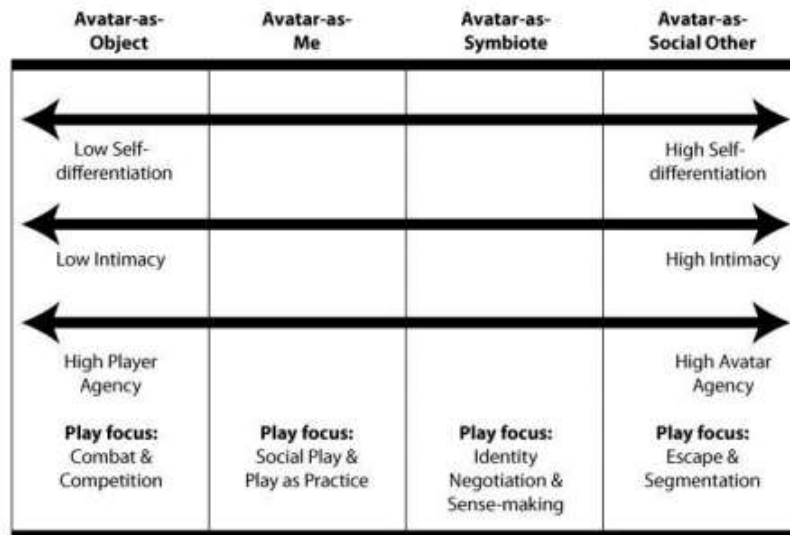 Avatar-as-
Object
Avatar-as-
Me
Avatar-as-
Symbiote
Avatar-as-
Social Other
Low Self-
differentiation
High Self-
differentiation
Low Intimacy
High Intimacy
High Player
Agency
High Avatar
Agency
Play focus:
Combat &
Competition
Play focus:
Social Play &
Play as Practice
Play focus:
Identity
Negotiation &
Sense-making
Play focus:
Escape &
Segmentation